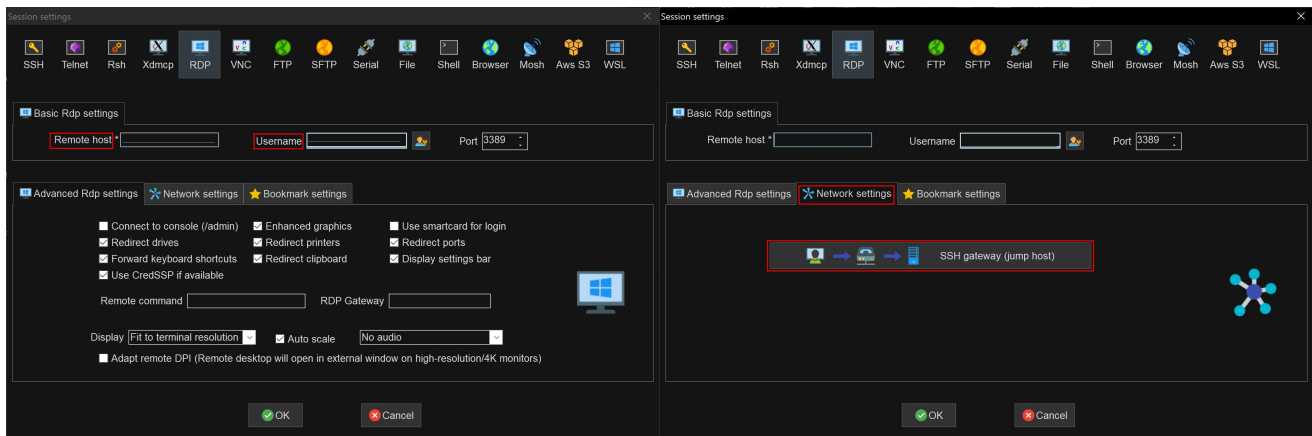 Session settings
SSH Telnet Rsh Xdmcp RDP VNC FTP SFTP Serial File Shell Browser Mosh Aws S3 WSL
Basic Rdp settings
Remote host * Username Port 3389
Advanced Rdp settings Network settings Bookmark settings
Connect to console (/admin) Enhanced graphics Use smartcard for login
Redirect drives Redirect printers Redirect ports
Forward keyboard shortcuts Redirect clipboard Display settings bar
Use CredSSP if available
Remote command RDP Gateway
Display Fit to terminal resolution Auto scale No audio
Adapt remote DPI (Remote desktop will open in external window on high-resolution/4K monitors)
OK Cancel
Session settings
SSH Telnet Rsh Xdmcp RDP VNC FTP SFTP Serial File Shell Browser Mosh Aws S3 WSL
Basic Rdp settings
Remote host * Username Port 3389
Advanced Rdp settings Network settings Bookmark settings
SSH gateway (jump host)
OK Cancel